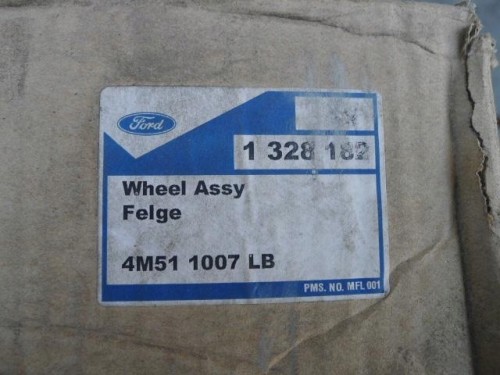 Ford
1 328 182
Wheel Assy
Felge
4M51 1007 LB
PMS. NO. MFL 001